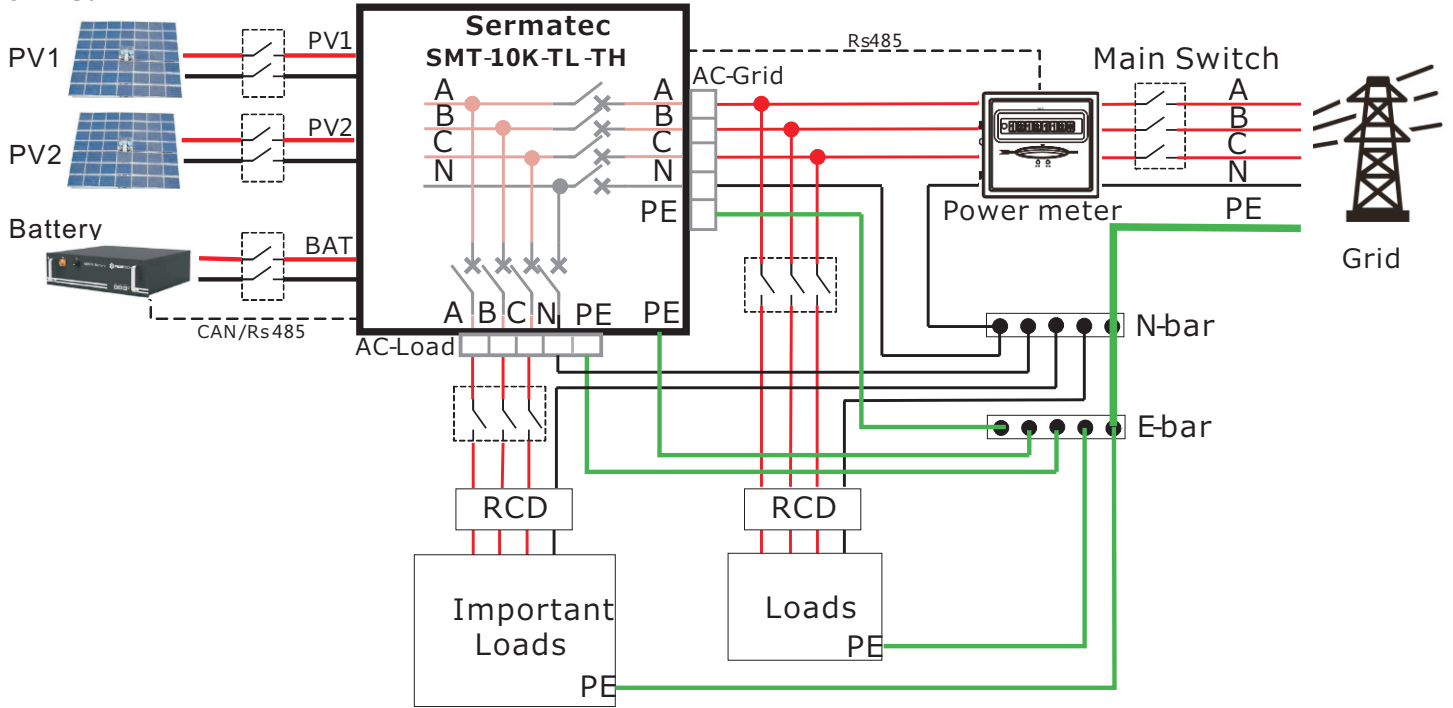 Sermatec
SMT-10K-TL-TH
PV1
PV1
PV2
PV2
Battery
BAT
CAN/Rs485
A
B
C
N
A
B
C
N
PE
AC-Grid
Rs485
Main Switch
A
B
C
N
PE
Power meter
Grid
A B C N PE
PE
AC-Load
N-bar
E-bar
RCD
RCD
Important
Loads
PE
Loads
PE